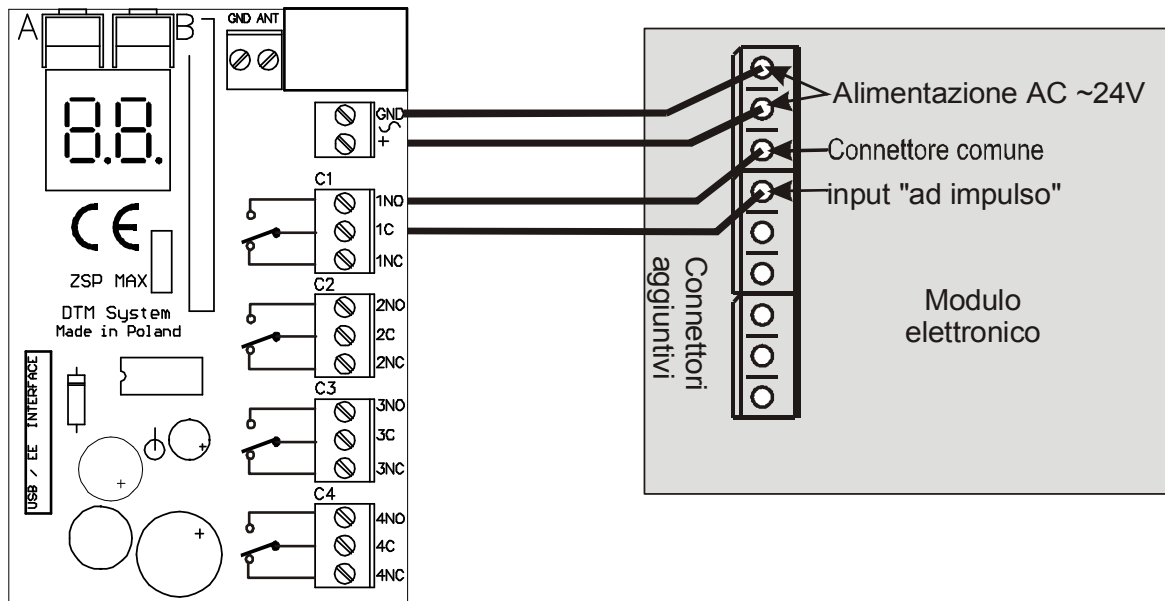 A
B
GND ANT
8.8.
GND
+
CE
ZSP MAX
DTM System
Made in Poland
USB / EE INTERFACE
C1
1NO
1C
1NC
C2
2NO
2C
2NC
C3
3NO
3C
3NC
C4
4NO
4C
4NC
+
+
+
Alimentazione AC ~24V
Connettore comune
input "ad impulso"
Connettori
aggiuntivi
Modulo
elettronico